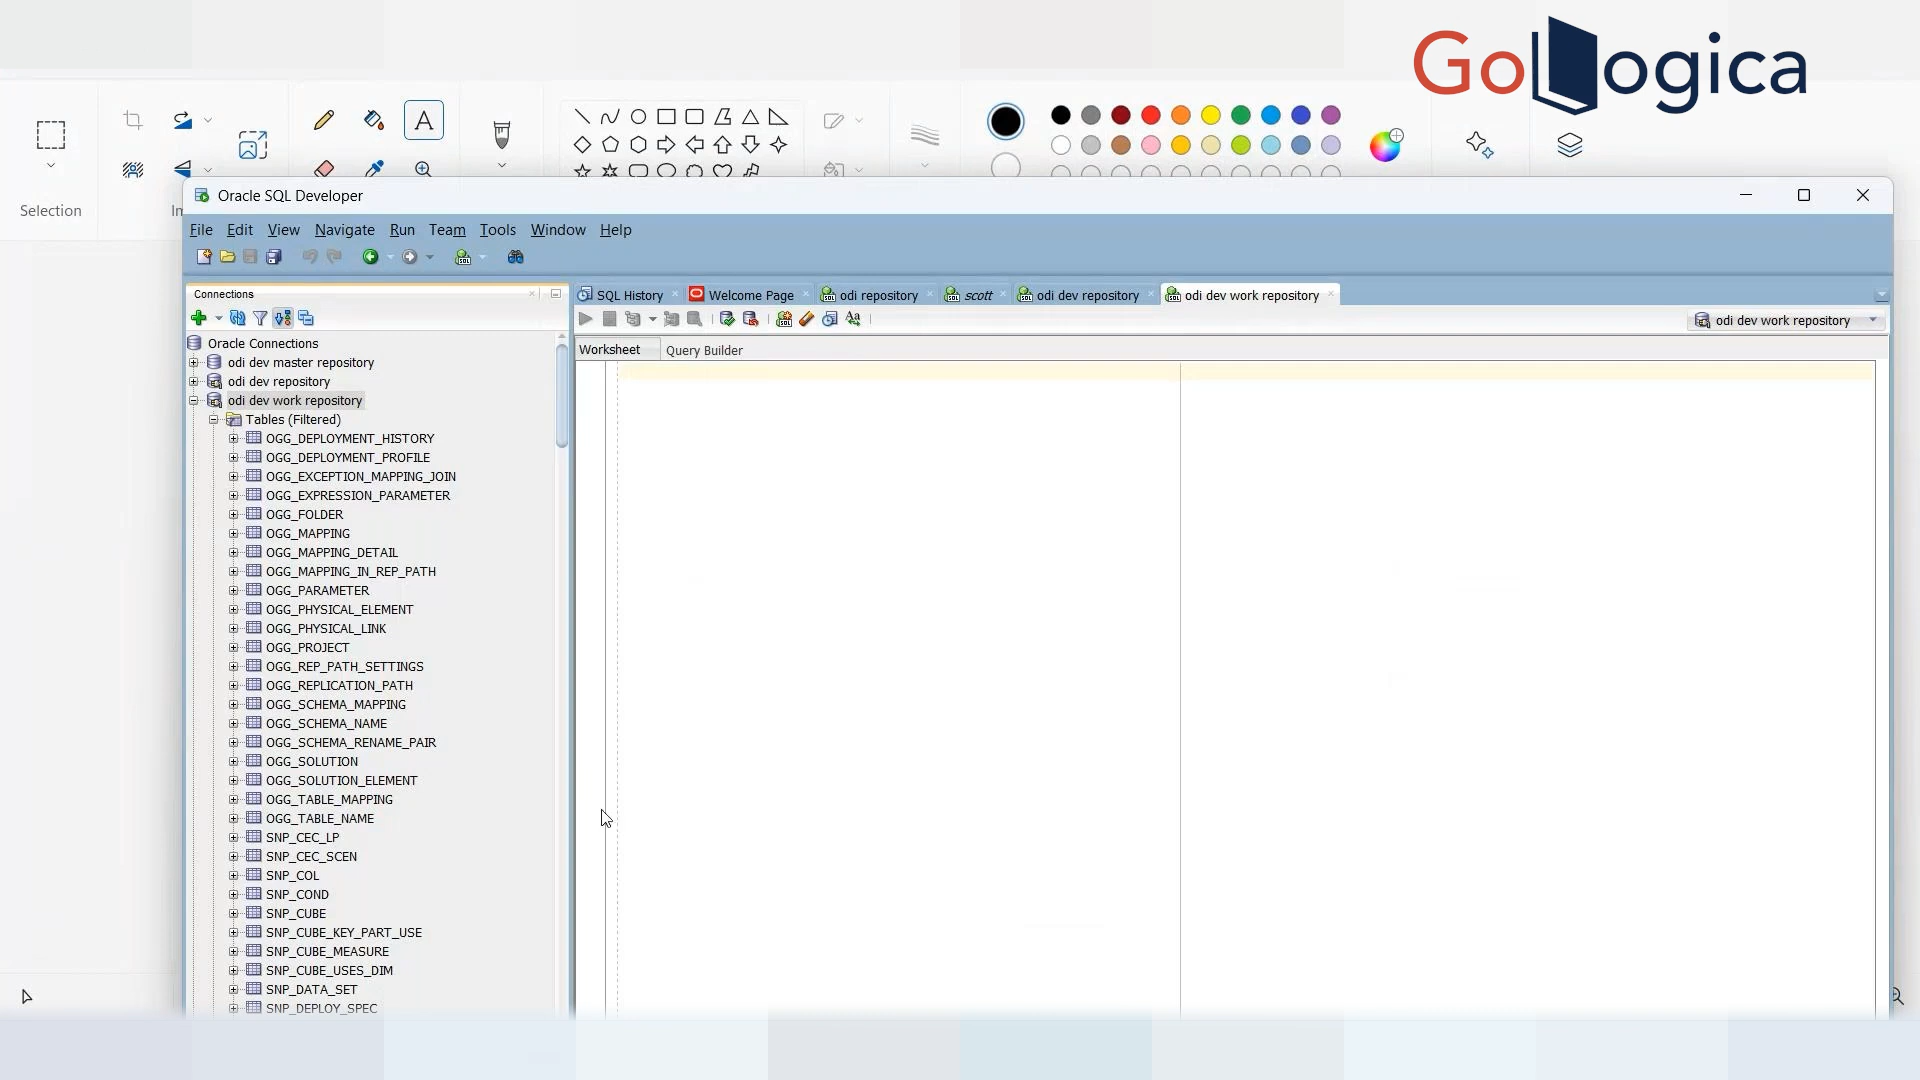 GoLogica
Selection
Oracle SQL Developer
File Edit View Navigate Run Team Tools Window Help
Connections
SQL History Welcome Page odi repository scott odi dev repository odi dev work repository
odi dev work repository
Worksheet Query Builder
Oracle Connections
odi dev master repository
odi dev repository
odi dev work repository
Tables (Filtered)
OGG_DEPLOYMENT_HISTORY
OGG_DEPLOYMENT_PROFILE
OGG_EXCEPTION_MAPPING_JOIN
OGG_EXPRESSION_PARAMETER
OGG_FOLDER
OGG_MAPPING
OGG_MAPPING_DETAIL
OGG_MAPPING_IN_REP_PATH
OGG_PARAMETER
OGG_PHYSICAL_ELEMENT
OGG_PHYSICAL_LINK
OGG_PROJECT
OGG_REP_PATH_SETTINGS
OGG_REPLICATION_PATH
OGG_SCHEMA_MAPPING
OGG_SCHEMA_NAME
OGG_SCHEMA_RENAME_PAIR
OGG_SOLUTION
OGG_SOLUTION_ELEMENT
OGG_TABLE_MAPPING
OGG_TABLE_NAME
SNP_CEC_LP
SNP_CEC_SCEN
SNP_COL
SNP_COND
SNP_CUBE
SNP_CUBE_KEY_PART_USE
SNP_CUBE_MEASURE
SNP_CUBE_USES_DIM
SNP_DATA_SET
SNP_DEPLOY_SPEC